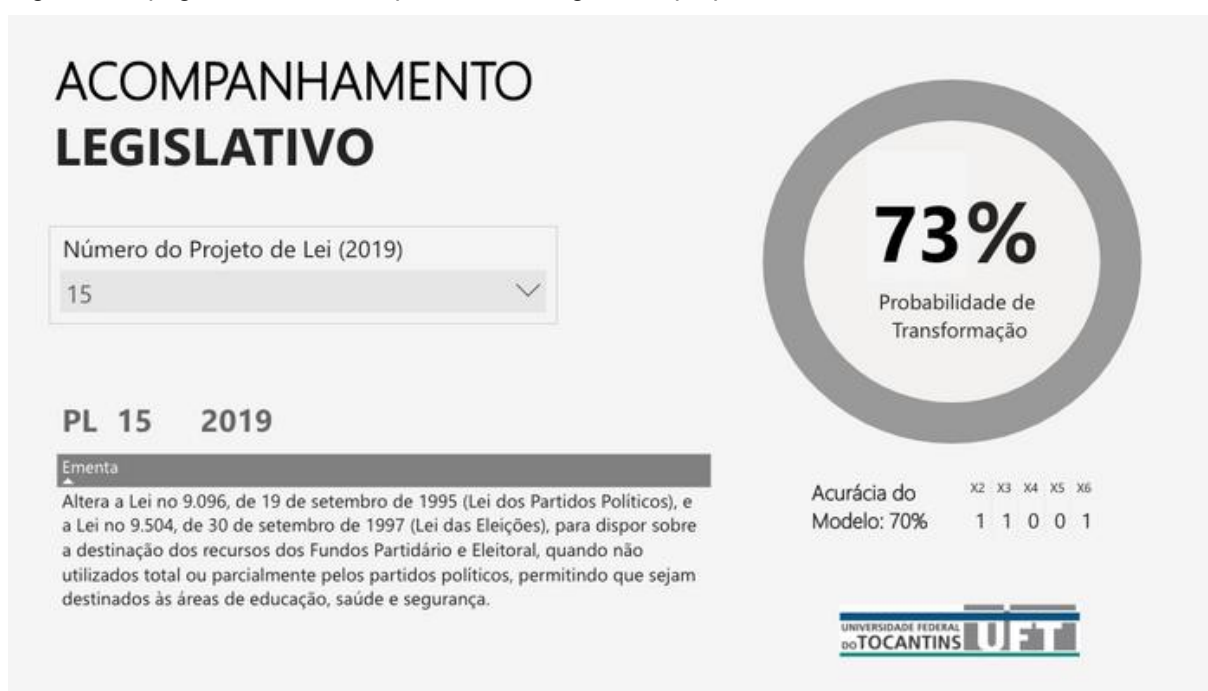 ACOMPANHAMENTO
LEGISLATIVO
Número do Projeto de Lei (2019)
15
PL 15 2019
Ementa
Altera a Lei no 9.096, de 19 de setembro de 1995 (Lei dos Partidos Políticos), e
a Lei no 9.504, de 30 de setembro de 1997 (Lei das Eleições), para dispor sobre
a destinação dos recursos dos Fundos Partidário e Eleitoral, quando não
utilizados total ou parcialmente pelos partidos políticos, permitindo que sejam
destinados às áreas de educação, saúde e segurança.
73%
Probabilidade de
Transformação
Acurácia do
Modelo: 70%
X2 X3 X4 X5 X6
1 1 0 0 1
UNIVERSIDADE FEDERAL
DO TOCANTINS
UFT